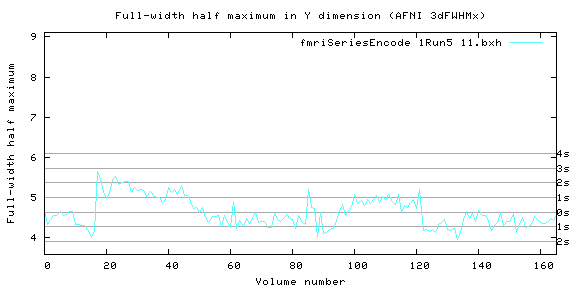 Full-width half maximum in Y dimension (AFNI 3dFWHMx)
fmriSeriesEncode 1Run5 11.bxh
Full-width half maximum
9
8
7
6
5
4
4s
3s
2s
1s
0s
1s
2s
0 20 40 60 80 100 120 140 160
Volume number